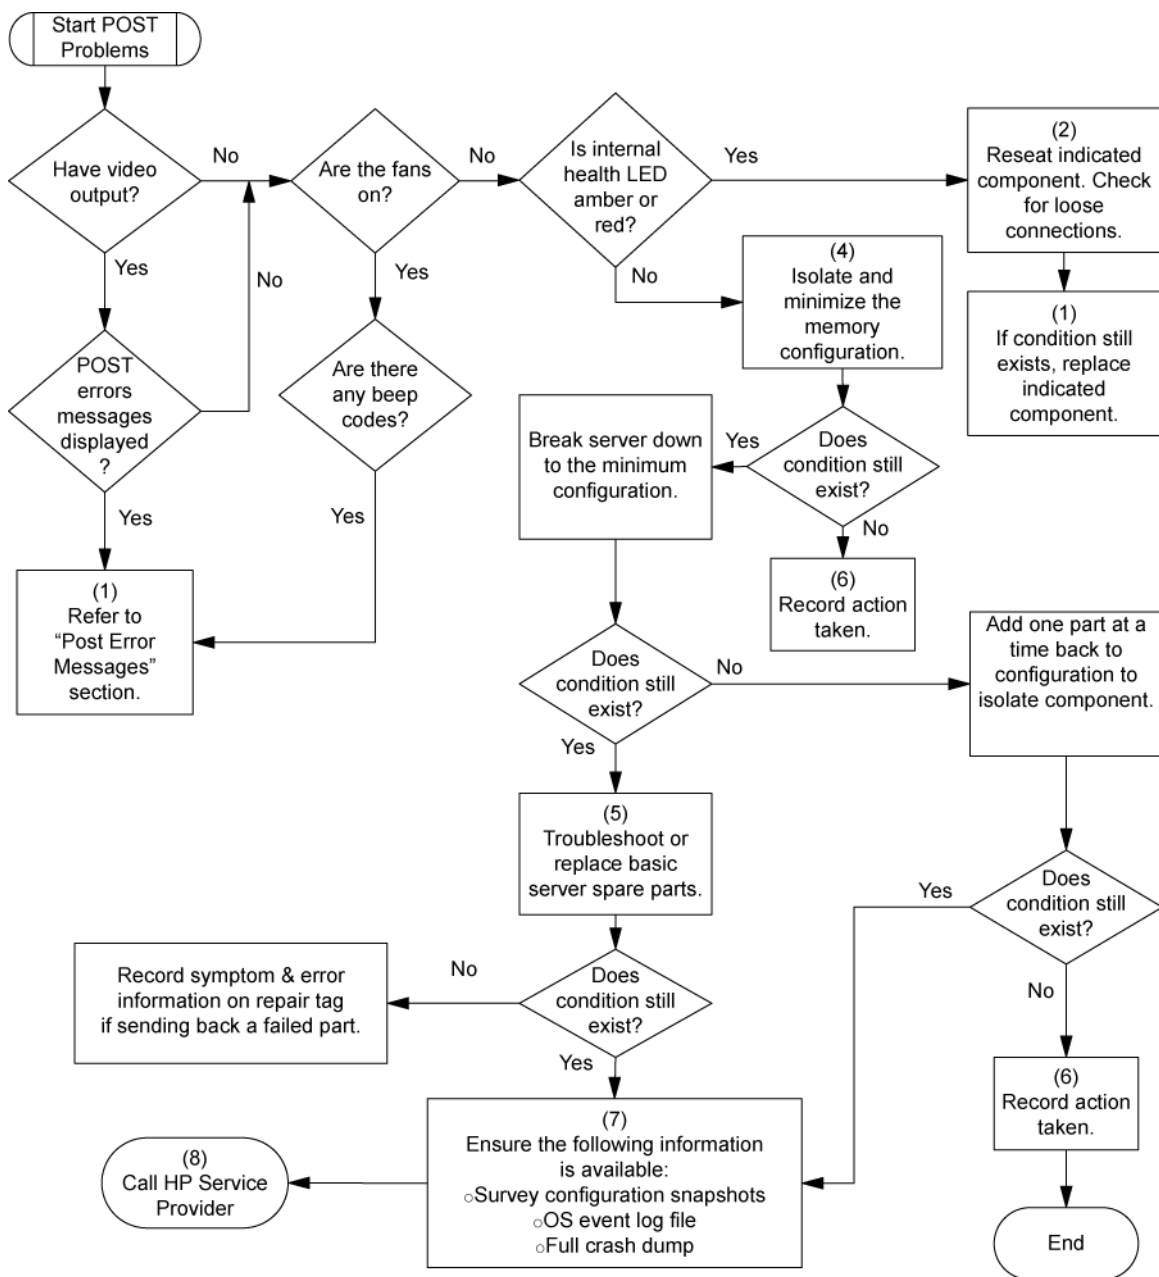 Start POST
Problems
Have video
output?
No
Yes
Are the fans
on?
No
Yes
Is internal
health LED
amber or
red?
Yes
No
(2)
Reseat indicated
component. Check
for loose
connections.
(1)
If condition still
exists, replace
indicated
component.
POST
errors
messages
displayed
?
No
Yes
Are there
any beep
codes?
Yes
(1)
Refer to
“Post Error
Messages”
section.
(4)
Isolate and
minimize the
memory
configuration.
Does
condition still
exist?
Yes
No
(6)
Record action
taken.
Break server down
to the minimum
configuration.
Does
condition still
exist?
No
Yes
Add one part at a
time back to
configuration to
isolate component.
(5)
Troubleshoot or
replace basic
server spare parts.
Does
condition still
exist?
Yes
No
Does
condition still
exist?
No
Yes
Record symptom & error
information on repair tag
if sending back a failed part.
(6)
Record action
taken.
End
(7)
Ensure the following information
is available:
○Survey configuration snapshots
○OS event log file
○Full crash dump
(8)
Call HP Service
Provider